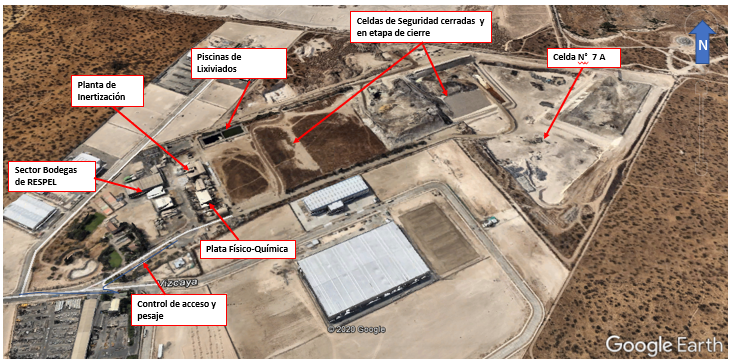 Celdas de Seguridad cerradas y
en etapa de cierre
N
Celda N° 7 A
Piscinas de
Lixiviados
Planta de
Inertización
Sector Bodegas
de RESPEL
Plata Físico-Química
Vizcaya
Control de acceso y
pesaje
© 2020 Google
Google Earth